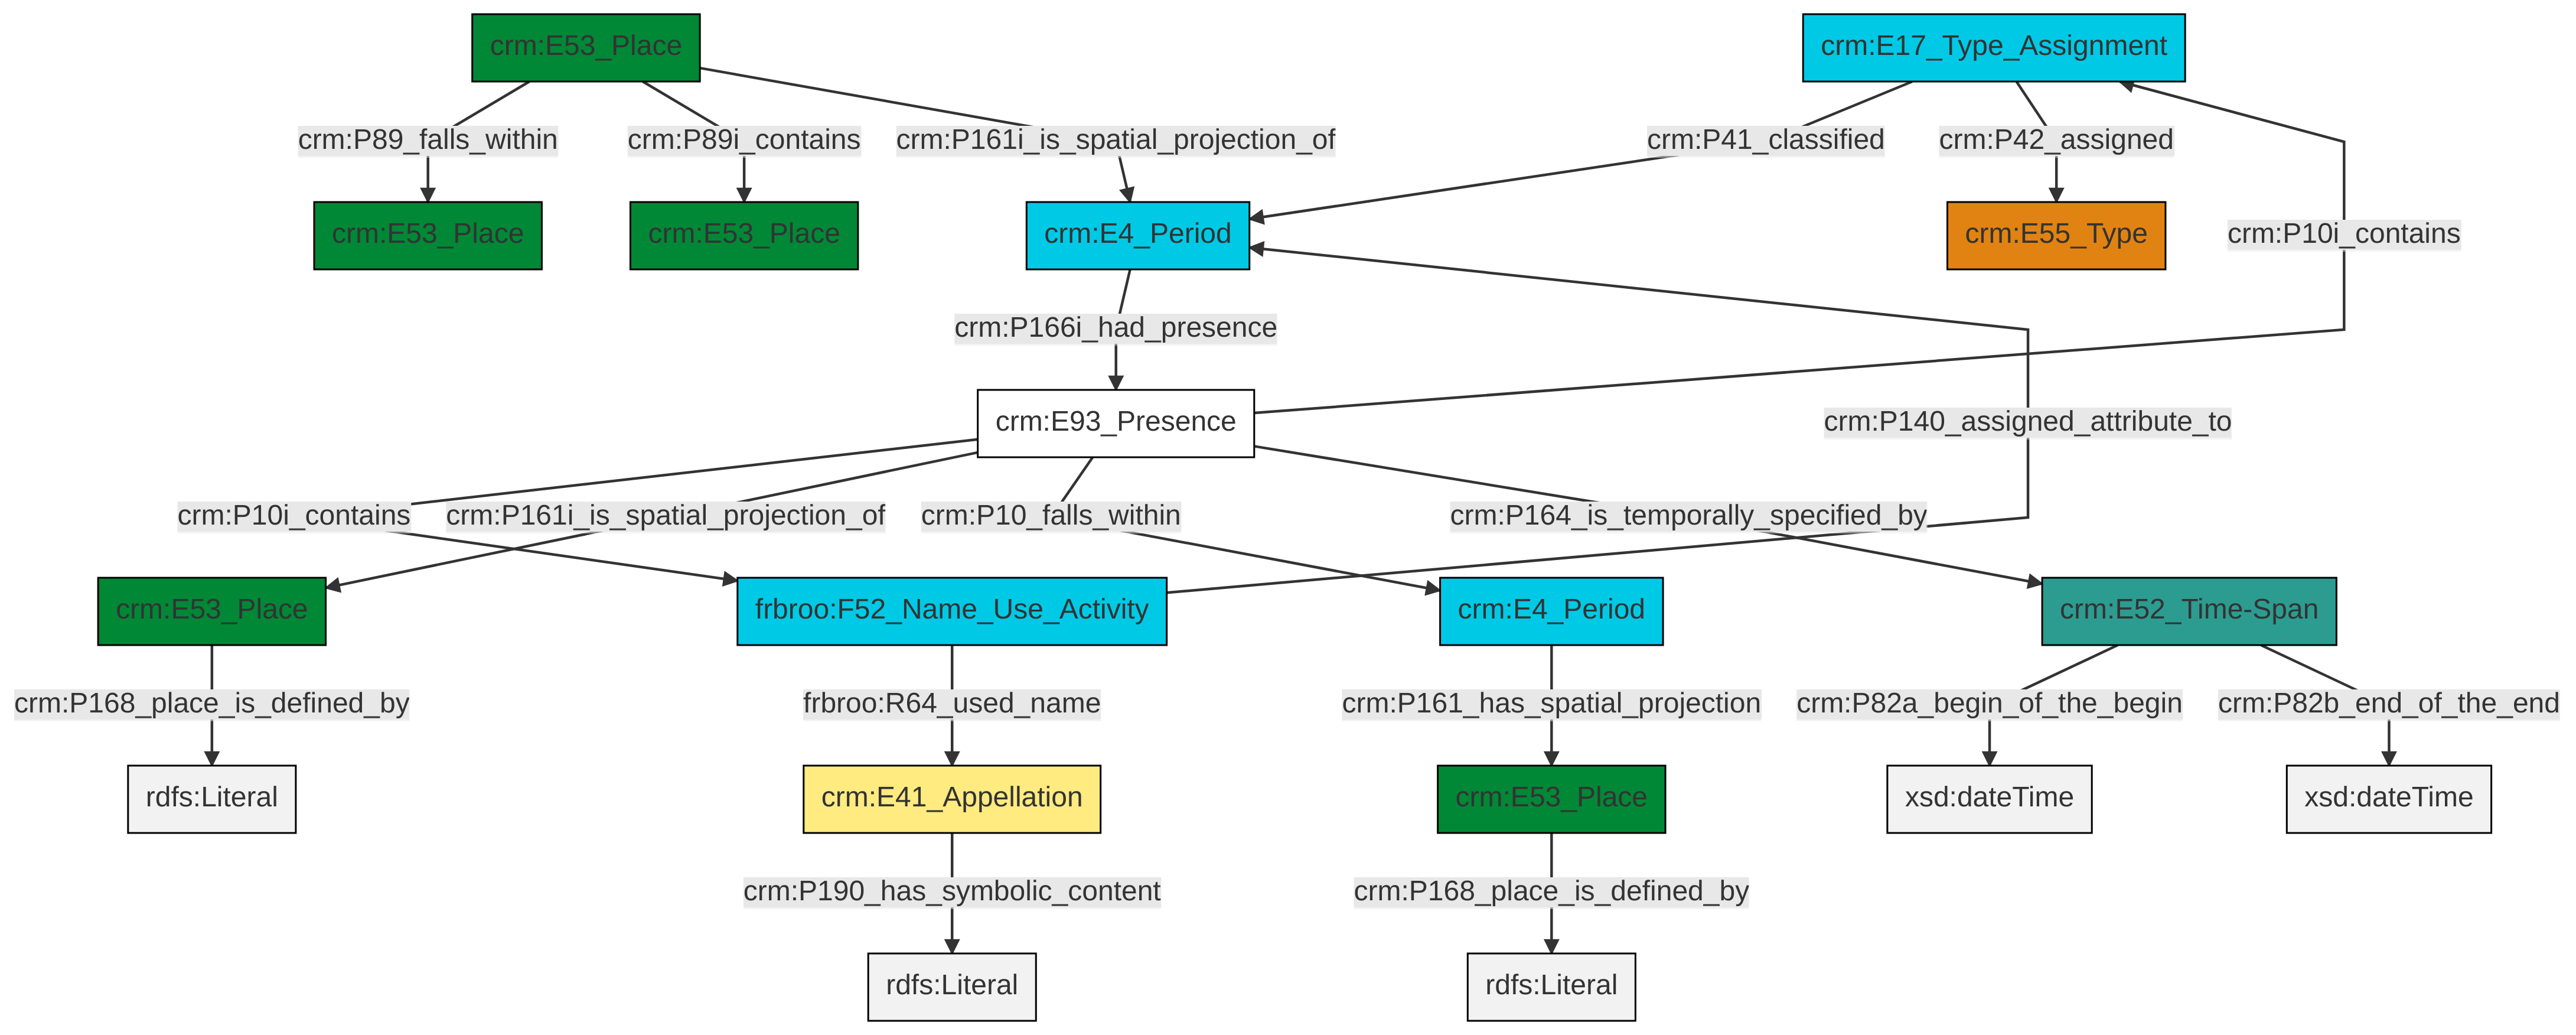 crm:E53_Place
crm:E17_Type_Assignment
crm:P89_falls_within
crm:P89i_contains
crm:P161i_is_spatial_projection_of
crm:P41_classified
crm:P42_assigned
crm:E53_Place
crm:E53_Place
crm:E4_Period
crm:E55_Type
crm:P10i_contains
crm:P166i_had_presence
crm:E93_Presence
crm:P140_assigned_attribute_to
crm:P10i_contains
crm:P161i_is_spatial_projection_of
crm:P10_falls_within
crm:P164_is_temporally_specified_by
crm:E53_Place
frbroo:F52_Name_Use_Activity
crm:E4_Period
crm:E52_Time-Span
crm:P168_place_is_defined_by
frbroo:R64_used_name
crm:P161_has_spatial_projection
crm:P82a_begin_of_the_begin
crm:P82b_end_of_the_end
rdfs:Literal
crm:E41_Appellation
crm:E53_Place
xsd:dateTime
xsd:dateTime
crm:P190_has_symbolic_content
crm:P168_place_is_defined_by
rdfs:Literal
rdfs:Literal